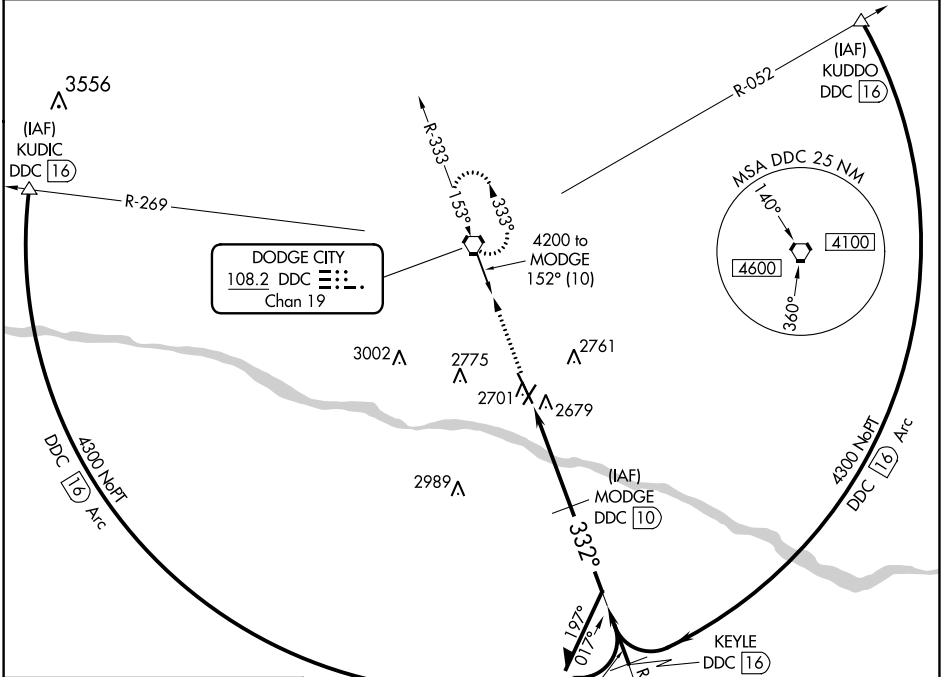 3556
(IAF)
KUDIC
DDC 16
R-269
(IAF)
KUDDO
DDC 16
R-052
R-333
153°
333°
MSA DDC 25 NM
140°
4100
4600
360°
DODGE CITY
108.2 DDC
Chan 19
4200 to
MODGE
152° (10)
3002
2775
2761
2701
2679
2989
(IAF)
MODGE
DDC 10
332°
4300 NoPT
DDC 16 Arc
4300 NoPT
DDC 16 Arc
197°
017°
KEYLE
DDC 16
R